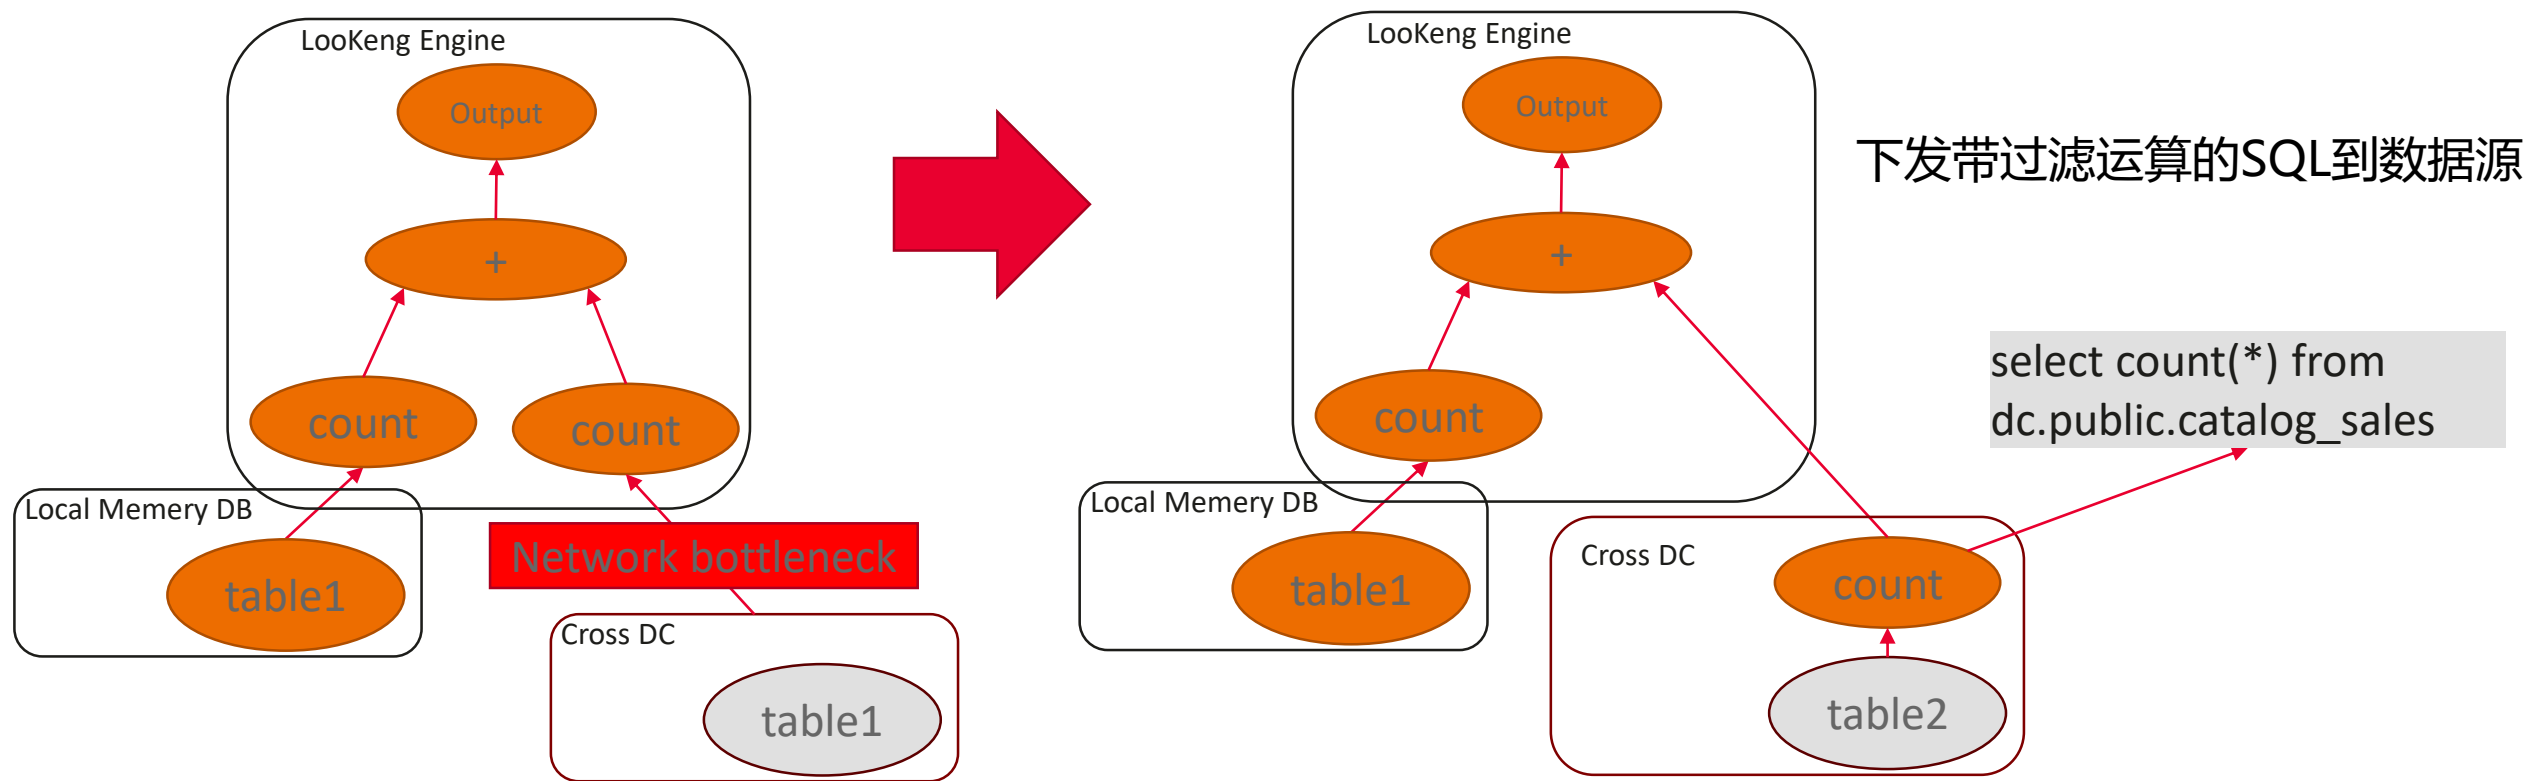 LooKeng Engine
Output
+
count
count
Local Memery DB
table1
Network bottleneck
Cross DC
table1
LooKeng Engine
Output
+
count
Local Memery DB
table1
Cross DC
count
table2
下发带过滤运算的SQL到数据源
select count(*) from
dc.public.catalog_sales